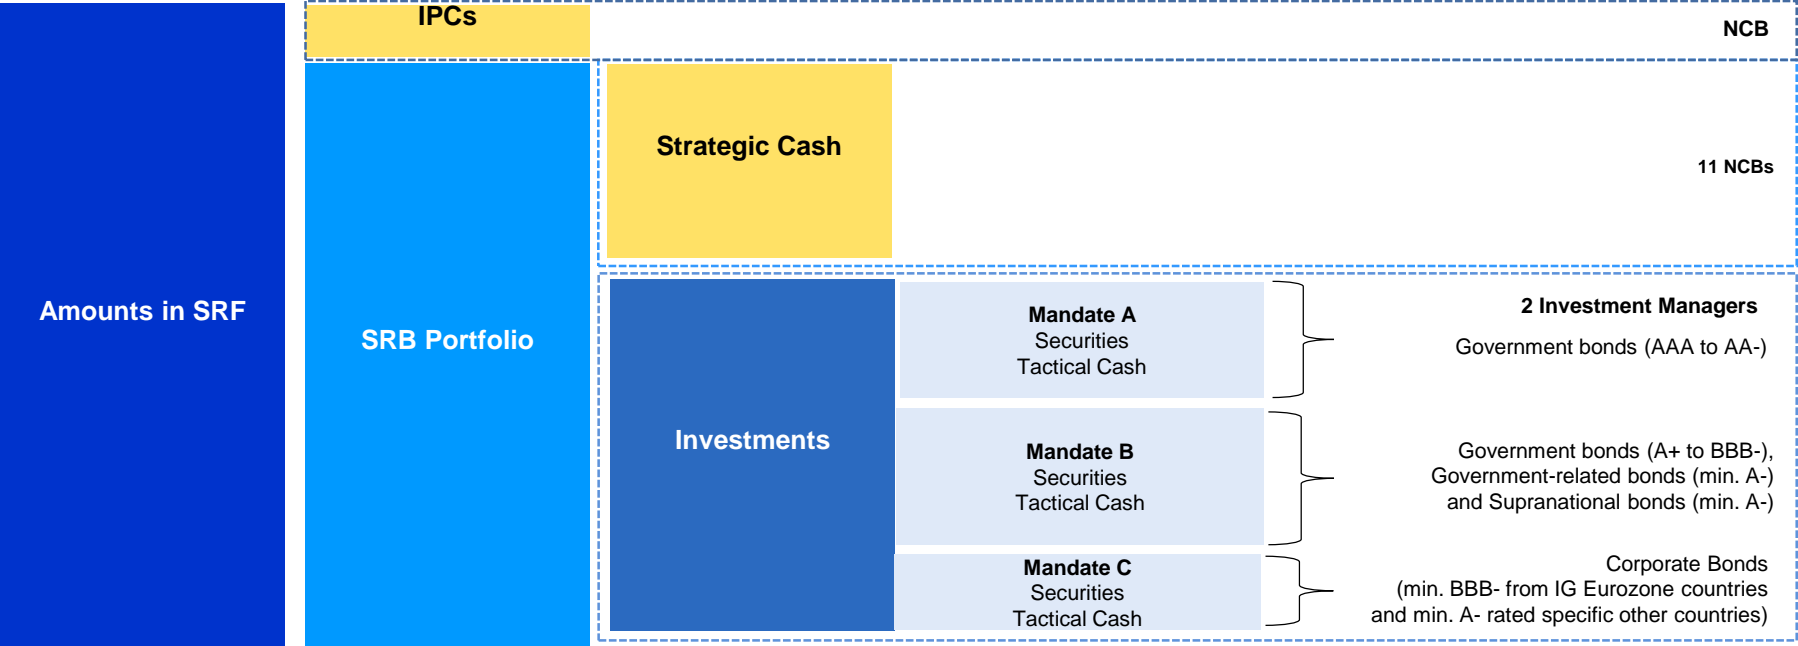 IPCs
NCB
Strategic Cash
11 NCBs
Amounts in SRF
SRB Portfolio
Investments
Mandate A
Securities
Tactical Cash
2 Investment Managers
Government bonds (AAA to AA-)
Mandate B
Securities
Tactical Cash
Government bonds (A+ to BBB-),
Government-related bonds (min. A-)
and Supranational bonds (min. A-)
Mandate C
Securities
Tactical Cash
Corporate Bonds
(min. BBB- from IG Eurozone countries
and min. A- rated specific other countries)